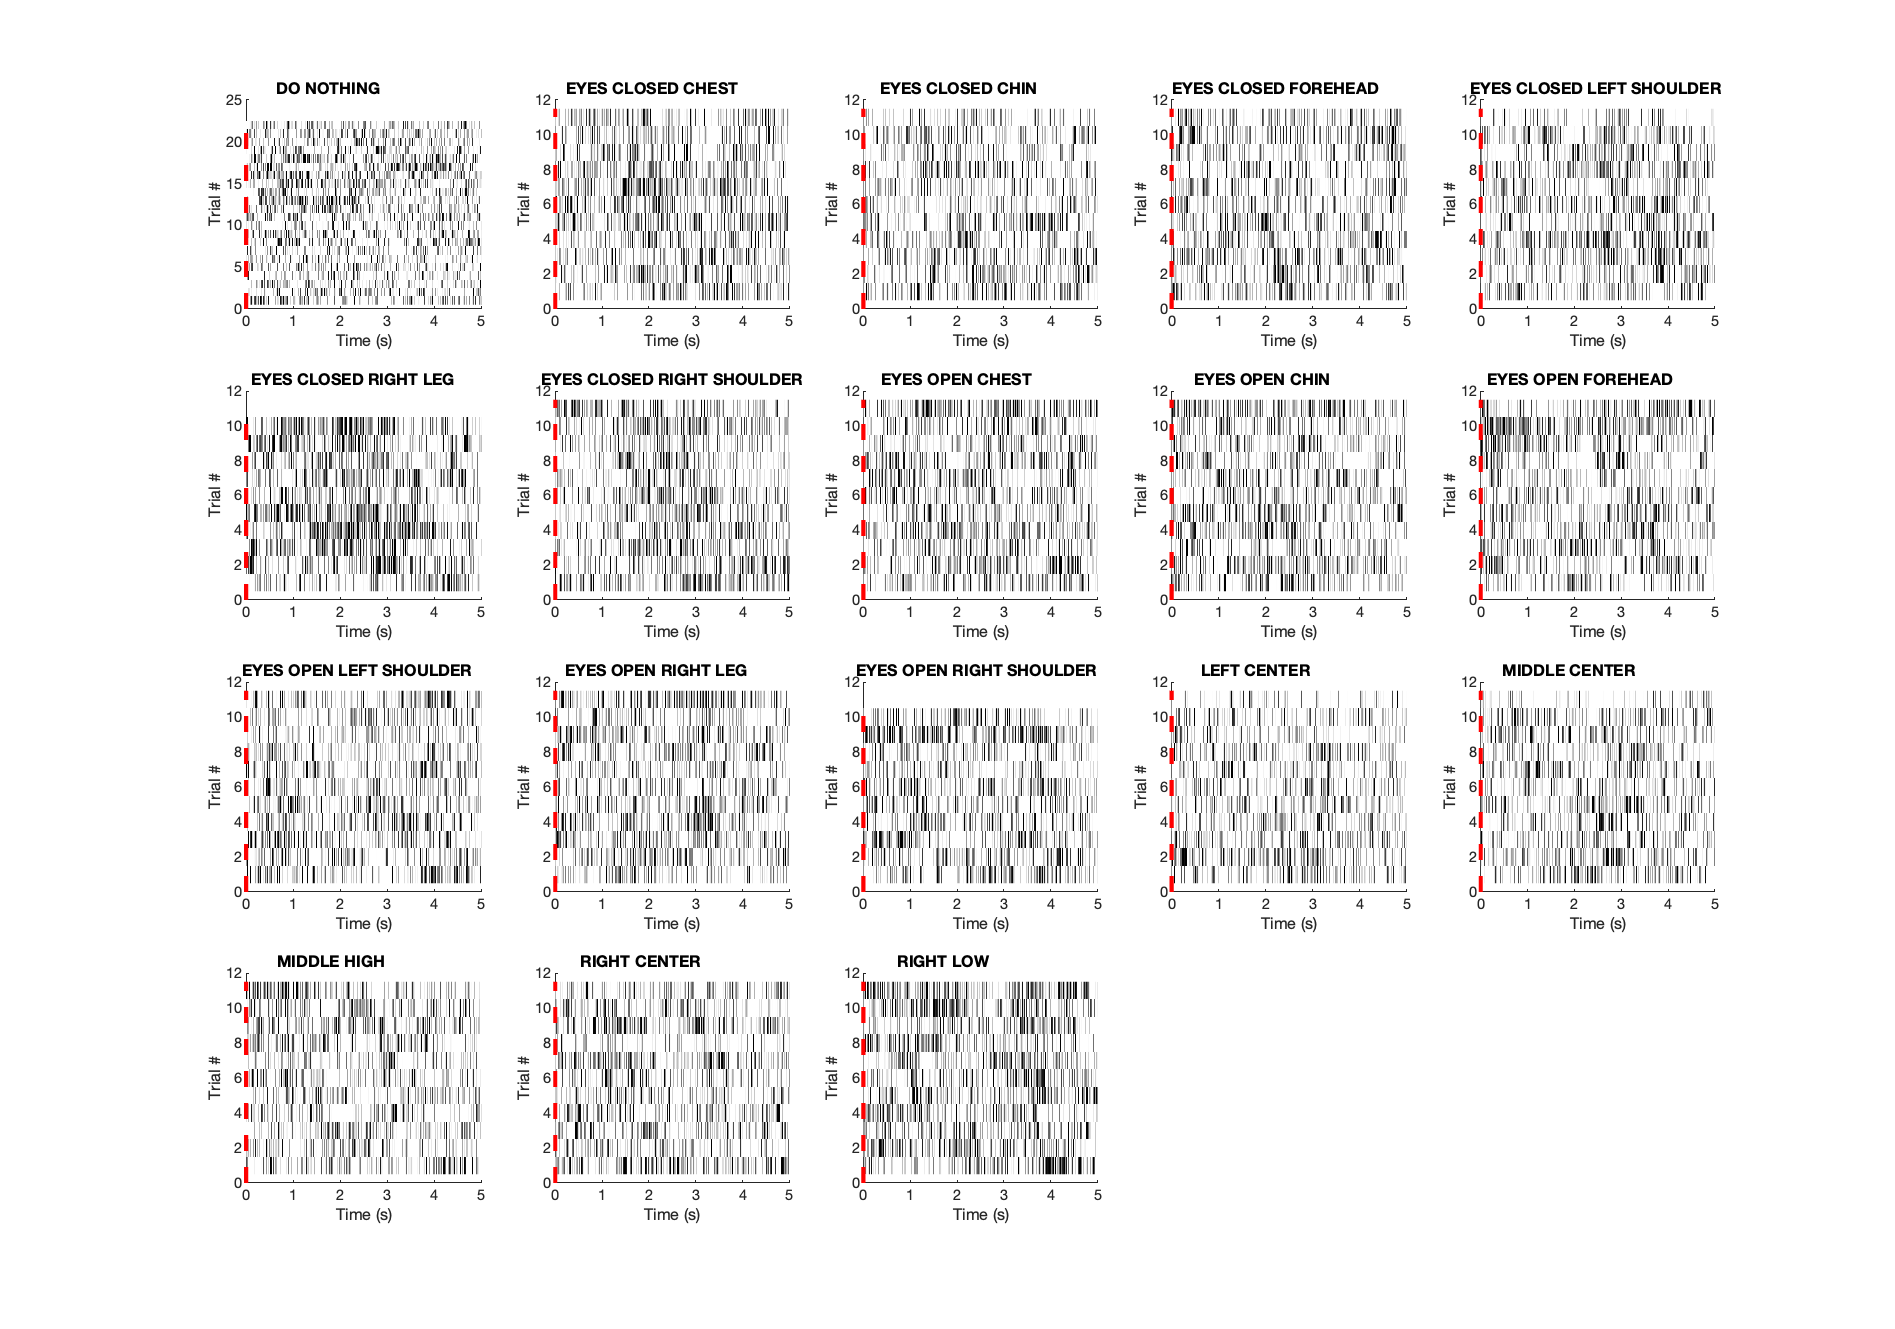 DO NOTHING
25
20
15
10
5
0
Trial #
0 1 2 3 4 5
Time (s)
EYES CLOSED CHEST
12
10
8
6
4
2
0
Trial #
0 1 2 3 4 5
Time (s)
EYES CLOSED CHIN
12
10
8
6
4
2
0
Trial #
0 1 2 3 4 5
Time (s)
EYES CLOSED FOREHEAD
12
10
8
6
4
2
0
Trial #
0 1 2 3 4 5
Time (s)
EYES CLOSED LEFT SHOULDER
12
10
8
6
4
2
0
Trial #
0 1 2 3 4 5
Time (s)
EYES CLOSED RIGHT LEG
12
10
8
6
4
2
0
Trial #
0 1 2 3 4 5
Time (s)
EYES CLOSED RIGHT SHOULDER
12
10
8
6
4
2
0
Trial #
0 1 2 3 4 5
Time (s)
EYES OPEN CHEST
12
10
8
6
4
2
0
Trial #
0 1 2 3 4 5
Time (s)
EYES OPEN CHIN
12
10
8
6
4
2
0
Trial #
0 1 2 3 4 5
Time (s)
EYES OPEN FOREHEAD
12
10
8
6
4
2
0
Trial #
0 1 2 3 4 5
Time (s)
EYES OPEN LEFT SHOULDER
12
10
8
6
4
2
0
Trial #
0 1 2 3 4 5
Time (s)
EYES OPEN RIGHT LEG
12
10
8
6
4
2
0
Trial #
0 1 2 3 4 5
Time (s)
EYES OPEN RIGHT SHOULDER
12
10
8
6
4
2
0
Trial #
0 1 2 3 4 5
Time (s)
LEFT CENTER
12
10
8
6
4
2
0
Trial #
0 1 2 3 4 5
Time (s)
MIDDLE CENTER
12
10
8
6
4
2
0
Trial #
0 1 2 3 4 5
Time (s)
MIDDLE HIGH
12
10
8
6
4
2
0
Trial #
0 1 2 3 4 5
Time (s)
RIGHT CENTER
12
10
8
6
4
2
0
Trial #
0 1 2 3 4 5
Time (s)
RIGHT LOW
12
10
8
6
4
2
0
Trial #
0 1 2 3 4 5
Time (s)